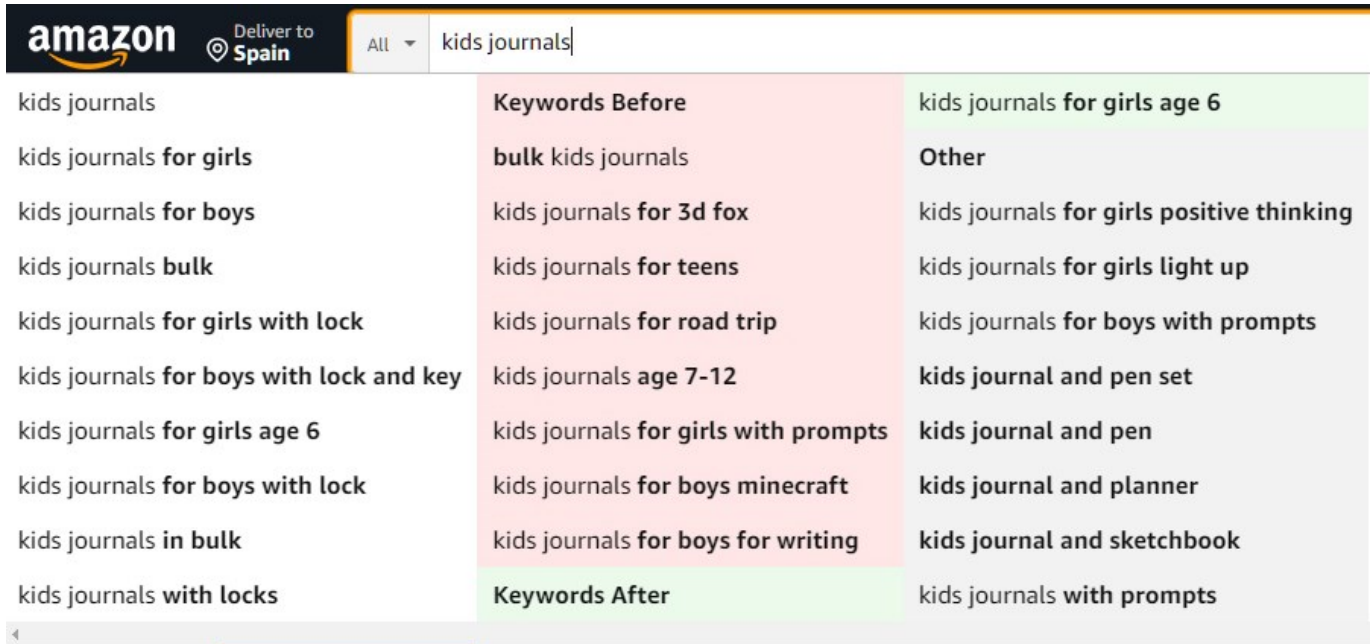 amazon
Deliver to
Spain
All
kids journals
kids journals
kids journals for girls
kids journals for boys
kids journals bulk
kids journals for girls with lock
kids journals for boys with lock and key
kids journals for girls age 6
kids journals for boys with lock
kids journals in bulk
kids journals with locks
Keywords Before
bulk kids journals
kids journals for 3d fox
kids journals for teens
kids journals for road trip
kids journals age 7-12
kids journals for girls with prompts
kids journals for boys minecraft
kids journals for boys for writing
Keywords After
kids journals for girls age 6
Other
kids journals for girls positive thinking
kids journals for girls light up
kids journals for boys with prompts
kids journal and pen set
kids journal and pen
kids journal and planner
kids journal and sketchbook
kids journals with prompts